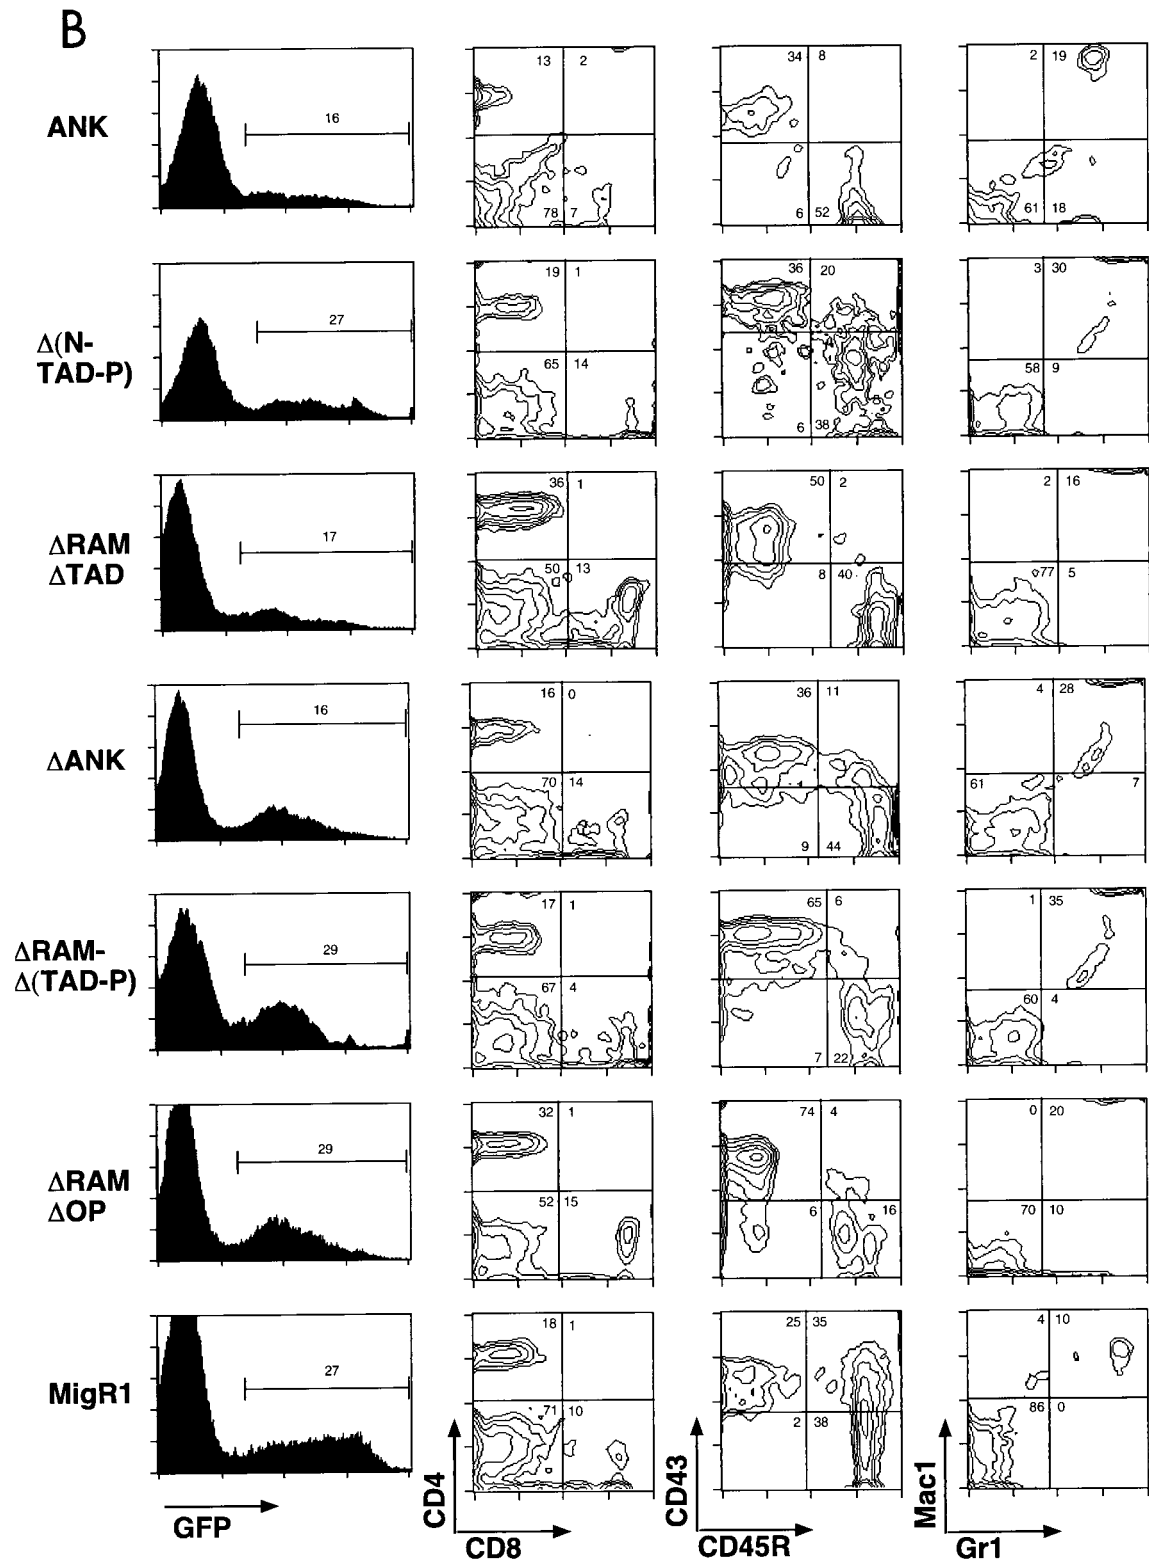 B
ANK
16
13 2
78 7
34 8
6 52
2 19
61 18
Δ(N-
TAD-P)
27
19 1
65 14
36 20
6 38
3 30
58 9
ΔRAM
ΔTAD
17
36 1
50 13
50 2
8 40
2 16
77 5
ΔANK
16
16 0
70 14
36 11
9 44
4 28
61 7
ΔRAM-
Δ(TAD-P)
29
17 1
67 4
65 6
7 22
1 35
60 4
ΔRAM
ΔOP
29
32 1
52 15
74 4
6 16
0 20
70 10
MigR1
27
18 1
71 10
25 35
2 38
4 10
86 0
GFP
CD4
CD8
CD43
CD45R
Mac1
Gr1